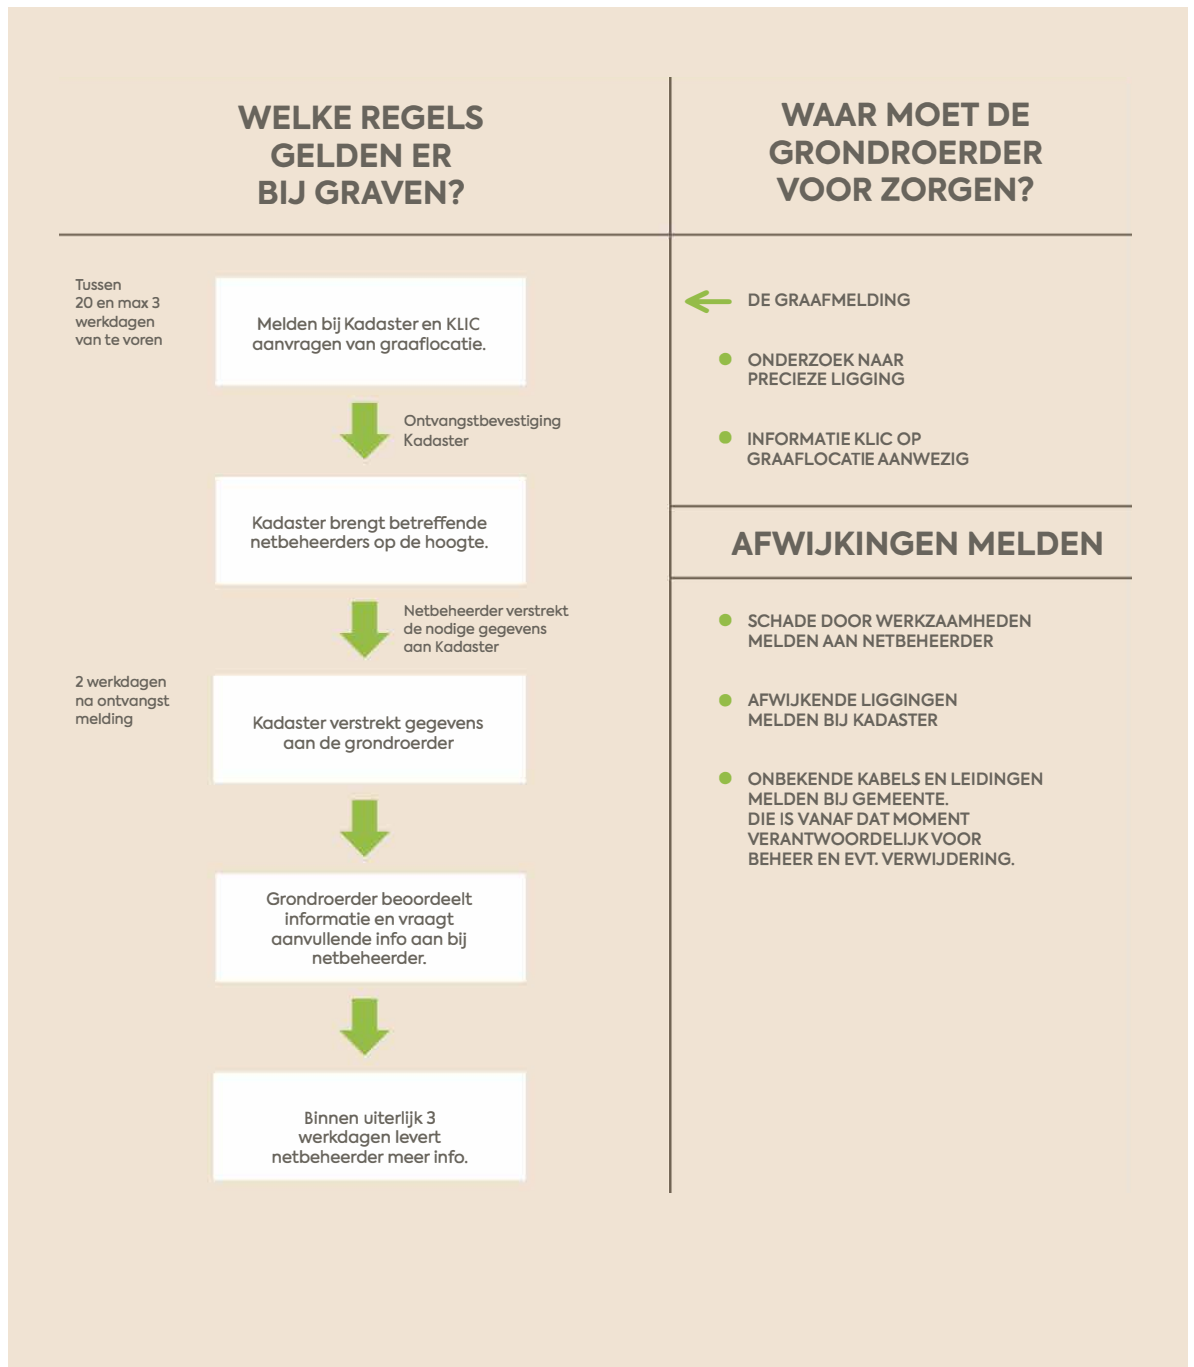 WELKE REGELS
GELDEN ER
BIJ GRAVEN?
Tussen
20 en max 3
werkdagen
van te voren
Melden bij Kadaster en KLIC
aanvragen van graaflocatie.
Ontvangstbevestiging
Kadaster
Kadaster brengt betreffende
netbeheerders op de hoogte.
Netbeheerder verstrekt
de nodige gegevens
aan Kadaster
2 werkdagen
na ontvangst
melding
Kadaster verstrekt gegevens
aan de grondroerder
Grondroerder beoordeelt
informatie en vraagt
aanvullende info aan bij
netbeheerder.
Binnen uiterlijk 3
werkdagen levert
netbeheerder meer info.
WAAR MOET DE
GRONDROERDER
VOOR ZORGEN?
DE GRAAFMELDING
ONDERZOEK NAAR
PRECIEZE LIGGING
INFORMATIE KLIC OP
GRAAFLOCATIE AANWEZIG
AFWIJKINGEN MELDEN
SCHADE DOOR WERKZAAMHEDEN
MELDEN AAN NETBEHEERDER
AFWIJKENDE LIGGINGEN
MELDEN BIJ KADASTER
ONBEKENDE KABELS EN LEIDINGEN
MELDEN BIJ GEMEENTE.
DIE IS VANAF DAT MOMENT
VERANTWOORDELIJK VOOR
BEHEER EN EVT. VERWIJDERING.